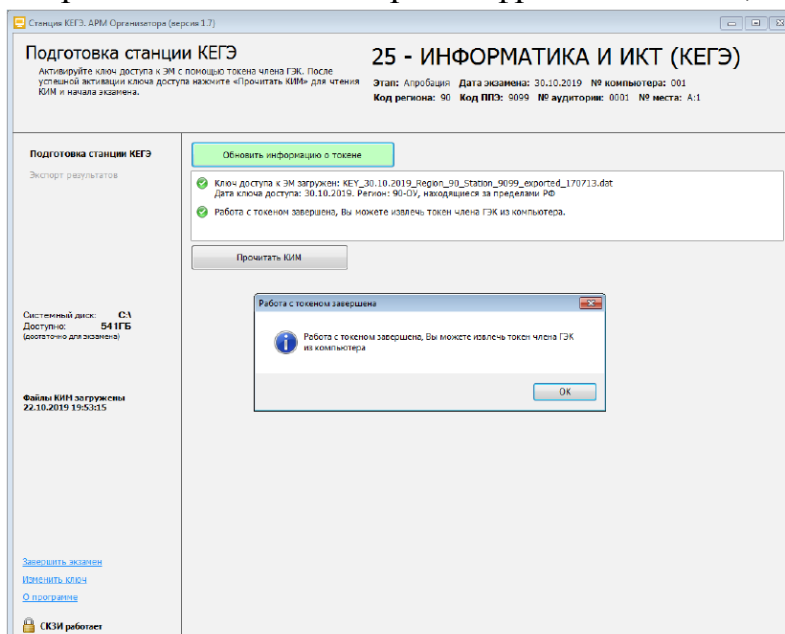 Станция КЕГЭ. АРМ Организатора (версия 1.7)
Подготовка станции КЕГЭ
Активируйте ключ доступа к ЭМ с помощью токена члена ГЭК. После
успешной активации ключа доступа нажмите «Прочитать КИМ» для чтения
КИМ и начала экзамена.
25 - ИНФОРМАТИКА И ИКТ (КЕГЭ)
Этап: Апробация Дата экзамена: 30.10.2019 № компьютера: 001
Код региона: 90 Код ППЭ: 9099 № аудитории: 0001 № места: А:1
Подготовка станции КЕГЭ
Экспорт результатов
Обновить информацию о токене
Ключ доступа к ЭМ загружен: KEY_30.10.2019_Region_90_Station_9099_exported_170713.dat
Дата ключа доступа: 30.10.2019. Регион: 90-ОУ, находящиеся за пределами РФ
Работа с токеном завершена, Вы можете извлечь токен члена ГЭК из компьютера.
Прочитать КИМ
Работа с токеном завершена
Работа с токеном завершена, Вы можете извлечь токен члена ГЭК
из компьютера
OK
Системный диск: C:\
Доступно: 541ГБ
(достаточно для экзамена)
Файлы КИМ загружены
22.10.2019 19:53:15
Завершить экзамен
Изменить ключ
О программе
СКЗИ работает